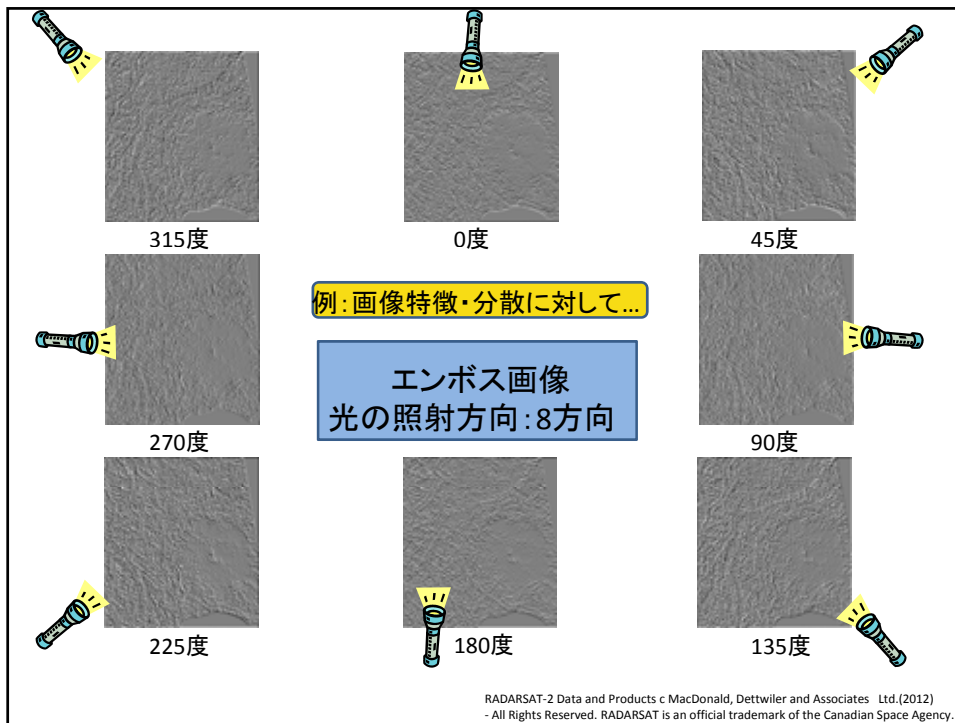 315度
0度
45度
例:画像特徴・分散に対して…
エンボス画像
光の照射方向:8方向
270度
90度
225度
180度
135度
RADARSAT-2 Data and Products c MacDonald, Dettwiler and Associates Ltd.(2012)
- All Rights Reserved. RADARSAT is an official trademark of the Canadian Space Agency.